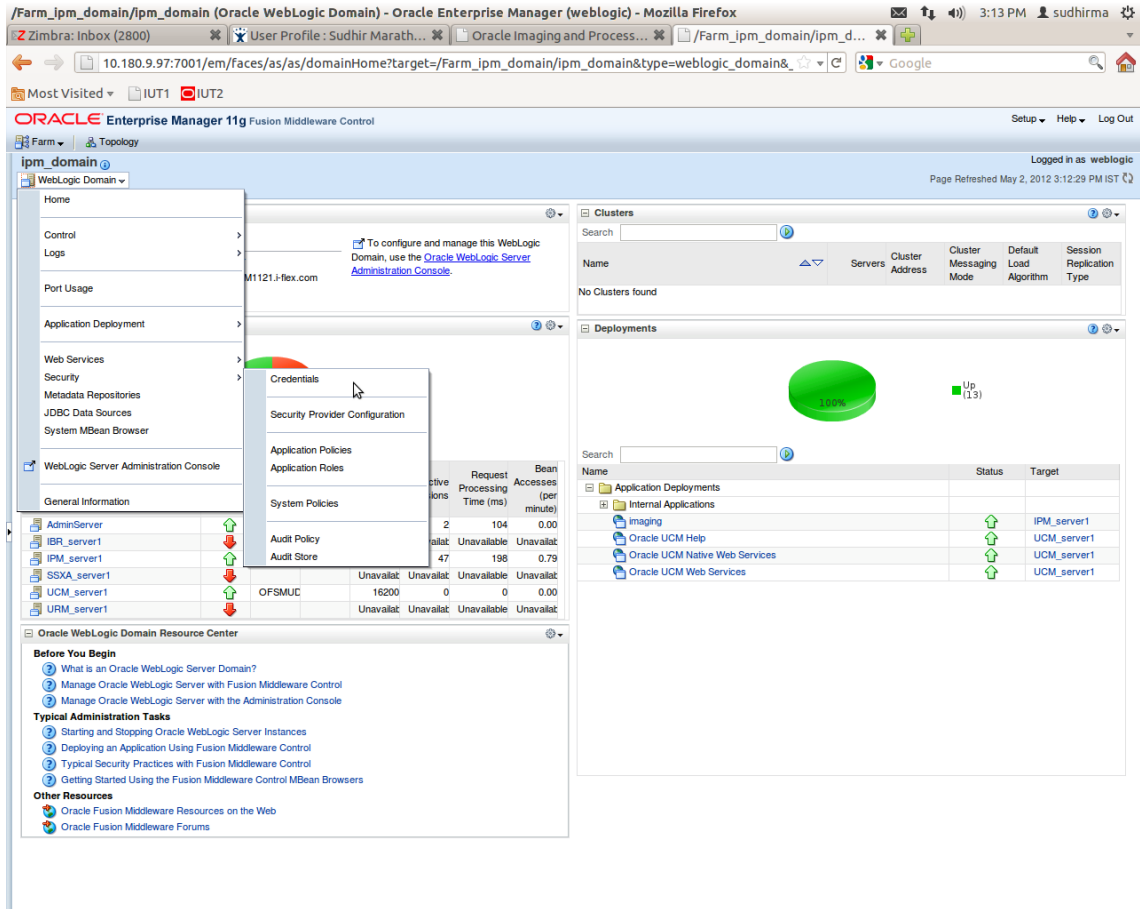 /Farm_ipm_domain/ipm_domain (Oracle WebLogic Domain) - Oracle Enterprise Manager (weblogic) - Mozilla Firefox
3:13 PM sudhirma
Zimbra: Inbox (2800)
User Profile : Sudhir Marath...
Oracle Imaging and Process...
/Farm_ipm_domain/ipm_d...
10.180.9.97:7001/em/faces/as/as/domainHome?target=/Farm_ipm_domain/ipm_domain&type=weblogic_domain&_
Google
Most Visited
IUT1
IUT2
ORACLE Enterprise Manager 11g Fusion Middleware Control
Setup Help Log Out
Farm Topology
ipm_domain
Logged in as weblogic
WebLogic Domain
Page Refreshed May 2, 2012 3:12:29 PM IST
Home
Control
Logs
Port Usage
Application Deployment
Web Services
Security
Metadata Repositories
JDBC Data Sources
System MBean Browser
WebLogic Server Administration Console
General Information
Credentials
Security Provider Configuration
Application Policies
Application Roles
System Policies
Audit Policy
Audit Store
To configure and manage this WebLogic
Domain, use the Oracle WebLogic Server
Administration Console.
M1121.i-flex.com
Clusters
Search
Name Servers Cluster Address Cluster Messaging Mode Default Load Algorithm Session Replication Type
No Clusters found
Deployments
100%
Up
(13)
Search
Name Status Target
Application Deployments
Internal Applications
imaging IPM_server1
Oracle UCM Help UCM_server1
Oracle UCM Native Web Services UCM_server1
Oracle UCM Web Services UCM_server1
ctive
ions
Request Processing Time (ms)
Bean Accesses (per minute)
AdminServer 2 104 0.00
IBR_server1 vailab Unavailable Unavailab
IPM_server1 47 198 0.79
SSXA_server1 Unavailab Unavailab Unavailable Unavailab
UCM_server1 OFSMUD 16200 0 0 0.00
URM_server1 Unavailab Unavailab Unavailable Unavailab
Oracle WebLogic Domain Resource Center
Before You Begin
What is an Oracle WebLogic Server Domain?
Manage Oracle WebLogic Server with Fusion Middleware Control
Manage Oracle WebLogic Server with the Administration Console
Typical Administration Tasks
Starting and Stopping Oracle WebLogic Server Instances
Deploying an Application Using Fusion Middleware Control
Typical Security Practices with Fusion Middleware Control
Getting Started Using the Fusion Middleware Control MBean Browsers
Other Resources
Oracle Fusion Middleware Resources on the Web
Oracle Fusion Middleware Forums